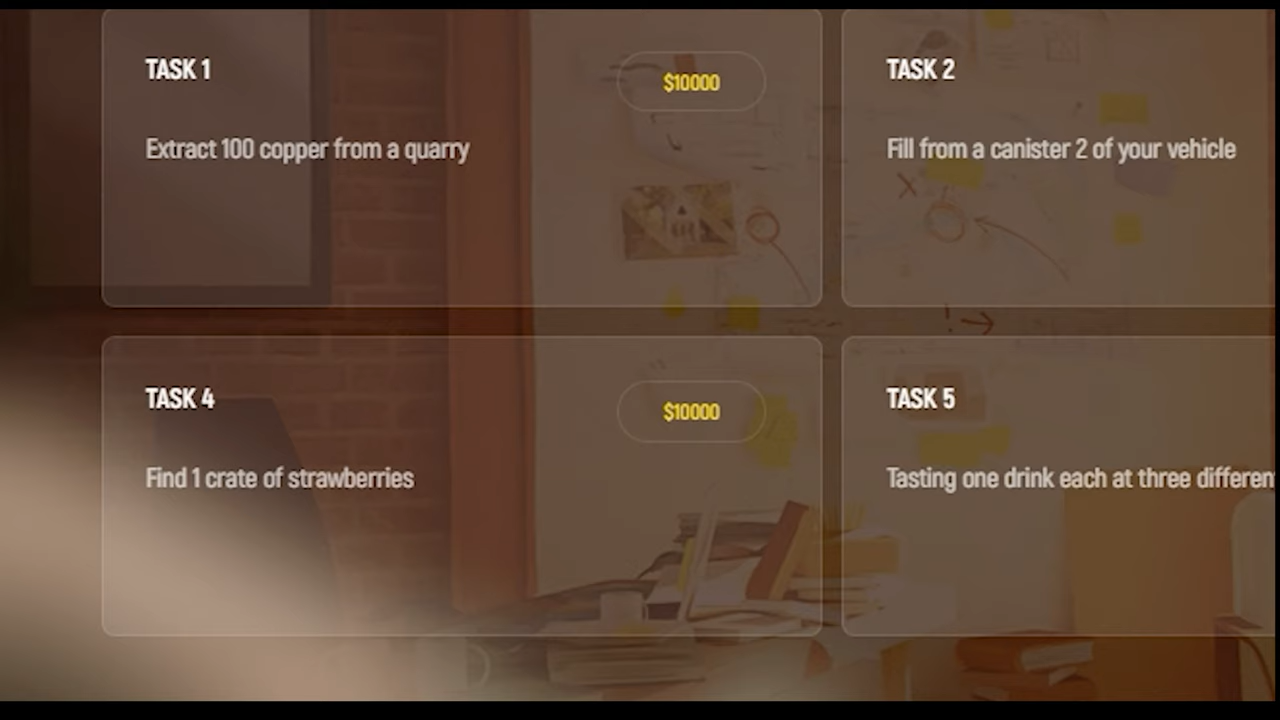 TASK 1
$10000
Extract 100 copper from a quarry
TASK 2
Fill from a canister 2 of your vehicle
TASK 4
$10000
Find 1 crate of strawberries
TASK 5
Tasting one drink each at three different